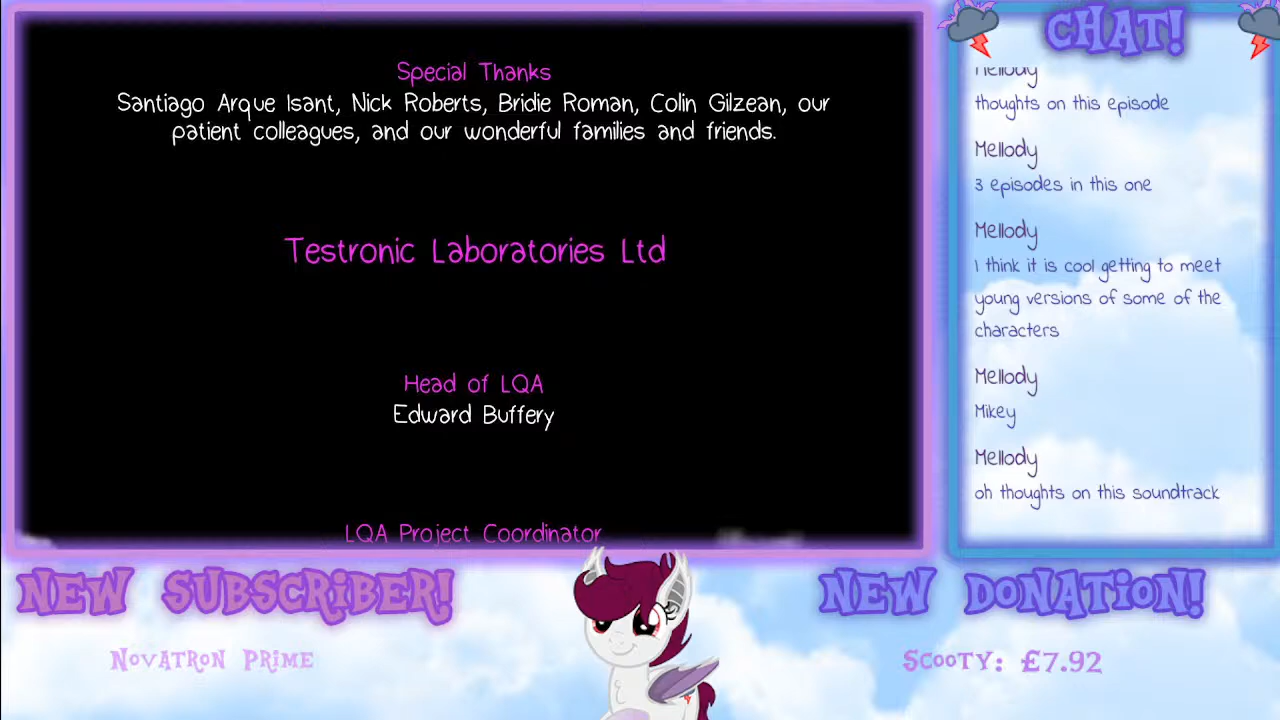 Special Thanks
Santiago Arque Isant, Nick Roberts, Bridie Roman, Colin Gilzean, our
patient colleagues, and our wonderful families and friends.
Testronic Laboratories Ltd
Head of LQA
Edward Buffery
LQA Project Coordinator
CHAT!
Mellody
thoughts on this episode
Mellody
3 episodes in this one
Mellody
I think it is cool getting to meet
young versions of some of the
characters
Mellody
Mikey
Mellody
oh thoughts on this soundtrack
NEW SUBSCRIBER!
NOVATRON PRIME
NEW DONATION!
SCOOTY: £7.92